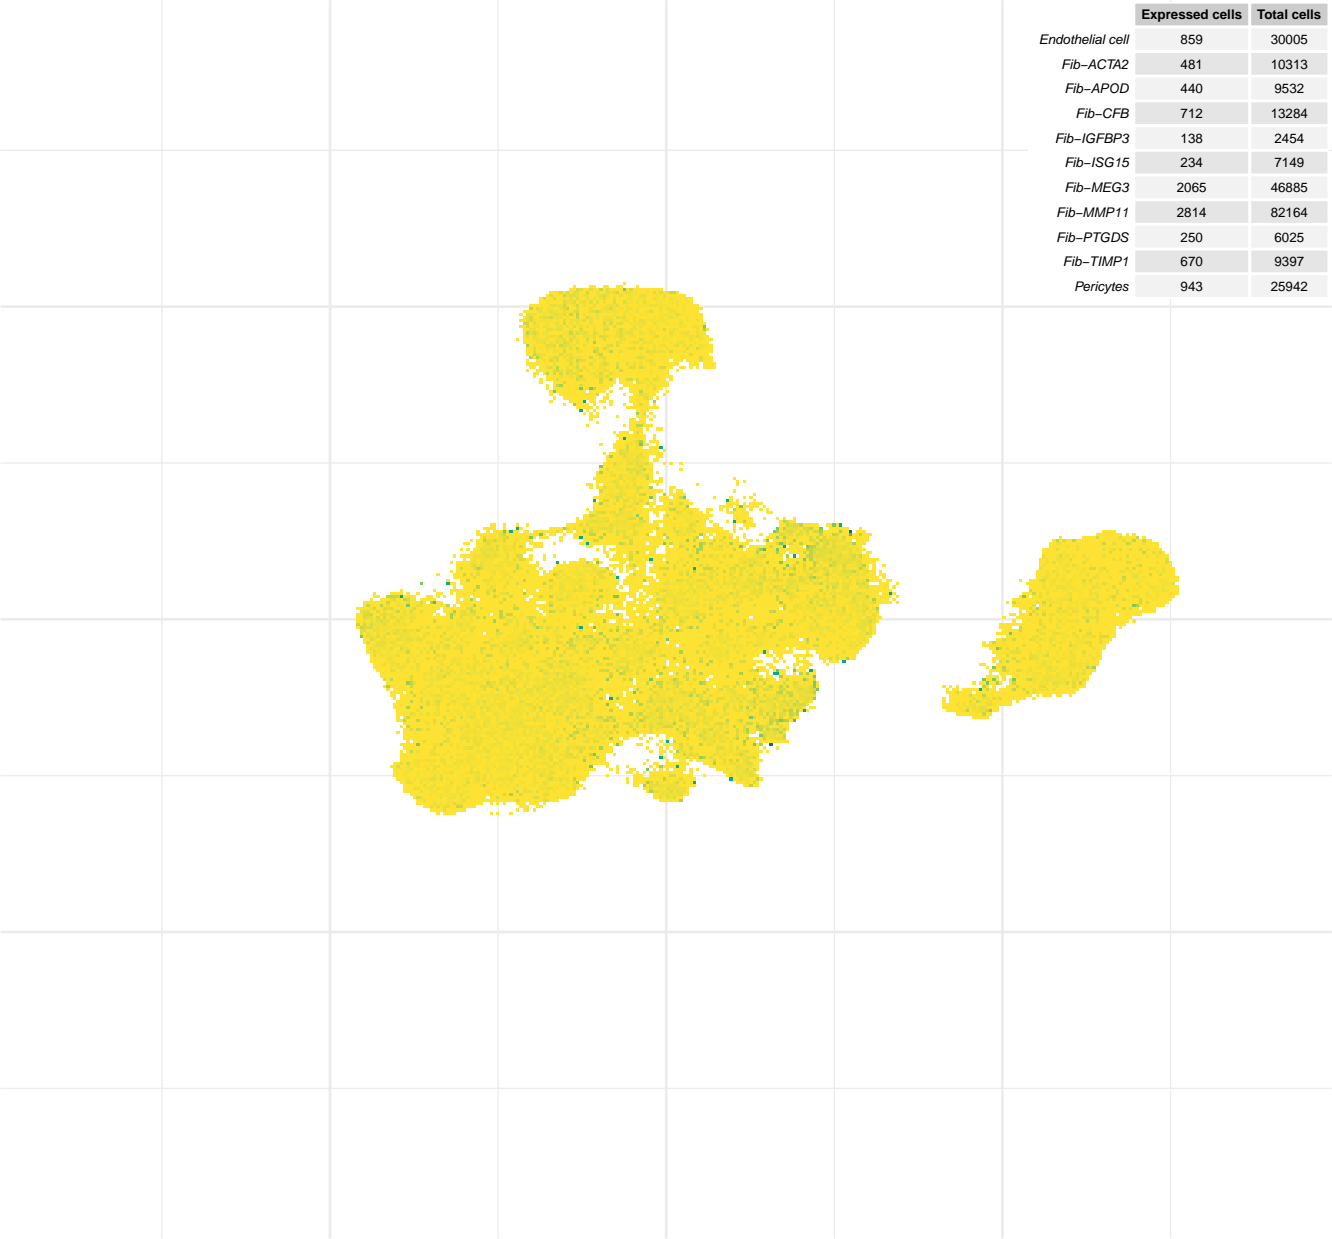 Expressed cells Total cells
Endothelial cell 859 30005
Fib−ACTA2 481 10313
Fib−APOD 440 9532
Fib−CFB 712 13284
Fib−IGFBP3 138 2454
Fib−ISG15 234 7149
Fib−MEG3 2065 46885
Fib−MMP11 2814 82164
Fib−PTGDS 250 6025
Fib−TIMP1 670 9397
Pericytes 943 25942